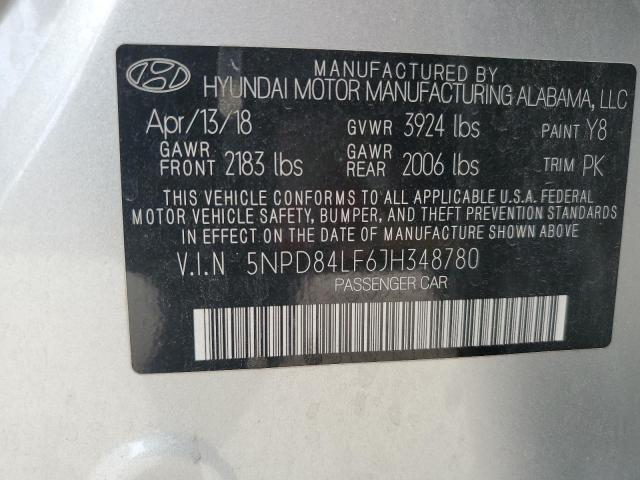 MANUFACTURED BY
HYUNDAI MOTOR MANUFACTURING ALABAMA, LLC
Apr/13/18 GVWR 3924 lbs PAINT Y8
GAWR FRONT 2183 lbs GAWR REAR 2006 lbs TRIM PK
THIS VEHICLE CONFORMS TO ALL APPLICABLE U.S.A. FEDERAL
MOTOR VEHICLE SAFETY, BUMPER, AND THEFT PREVENTION STANDARDS
IN EFFECT ON THE DATE OF MANUFACTURE SHOWN ABOVE.
V.I.N 5NPD84LF6JH348780
PASSENGER CAR